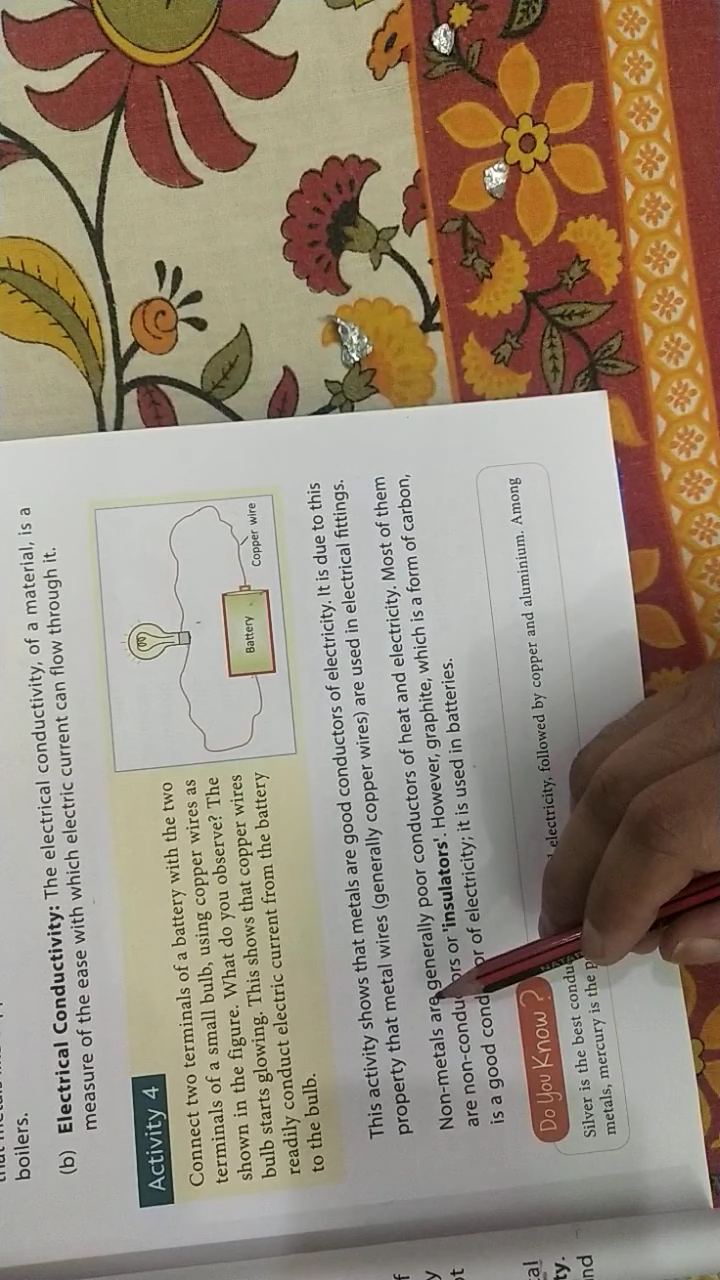 boilers.
(b) Electrical Conductivity: The electrical conductivity, of a material, is a
measure of the ease with which electric current can flow through it.
Activity 4
Connect two terminals of a battery with the two
terminals of a small bulb, using copper wires as
shown in the figure. What do you observe? The
bulb starts glowing. This shows that copper wires
readily conduct electric current from the battery
to the bulb.
Battery
Copper wire
This activity shows that metals are good conductors of electricity. It is due to this
property that metal wires (generally copper wires) are used in electrical fittings.
Non-metals are generally poor conductors of heat and electricity. Most of them
are non-conductors or 'insulators'. However, graphite, which is a form of carbon,
is a good conductor of electricity; it is used in batteries.
Do You Know?
Silver is the best electricity, followed by copper and aluminium. Among
metals, mercury is the
NATAR